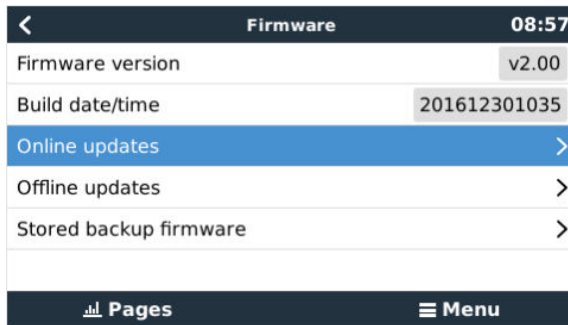 Firmware 08:57
Firmware version v2.00
Build date/time 201612301035
Online updates
Offline updates
Stored backup firmware
Pages Menu